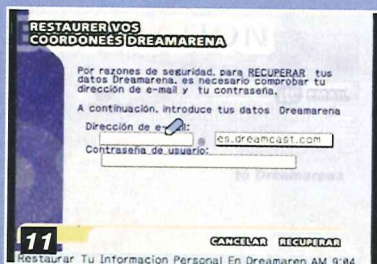 RESTAURER VOS
COORDONEÉS DREAMARENA
Por razones de seguridad, para RECUPERAR tus
datos Dreamarena, es necesario comprobar tu
dirección de e-mail y tu contraseña.
A continuación, introduce tus datos Dreamarena
Dirección de e-mail:
@ es.dreamcast.com
Contraseña de usuario:
11
CANCELAR RECUPERAR
Restaurar Tu Informacion Personal En Dreamaren AM 9:04